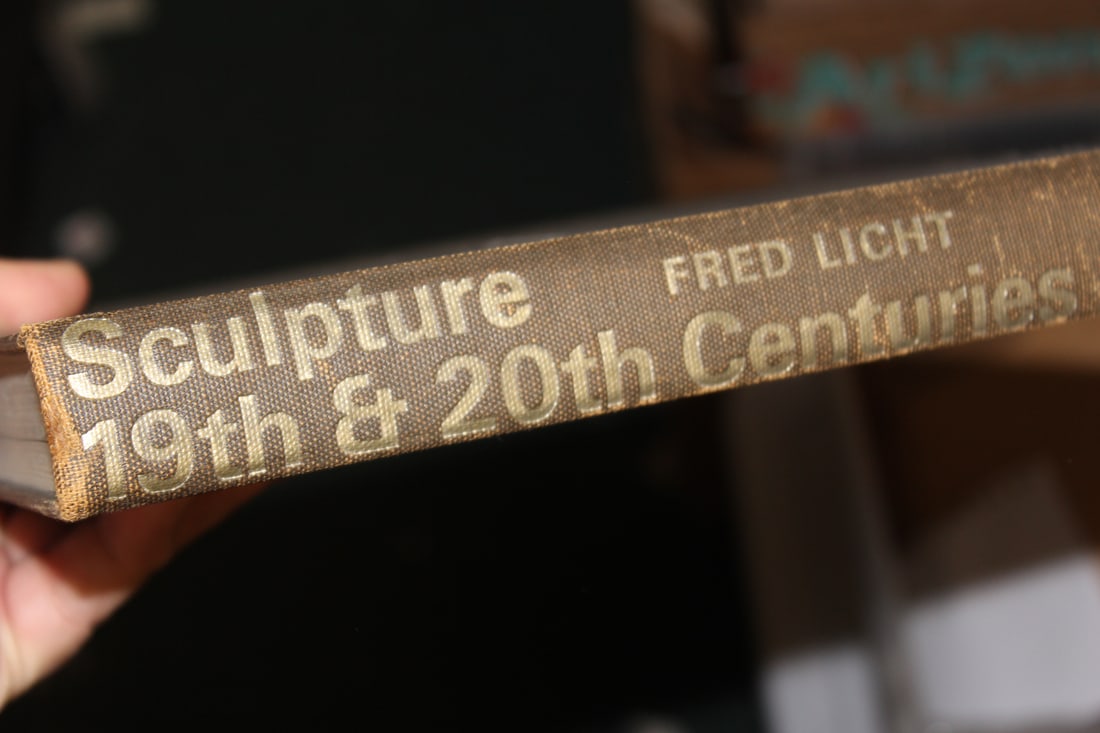 Sculpture
FRED LICHT
19th & 20th Centuries